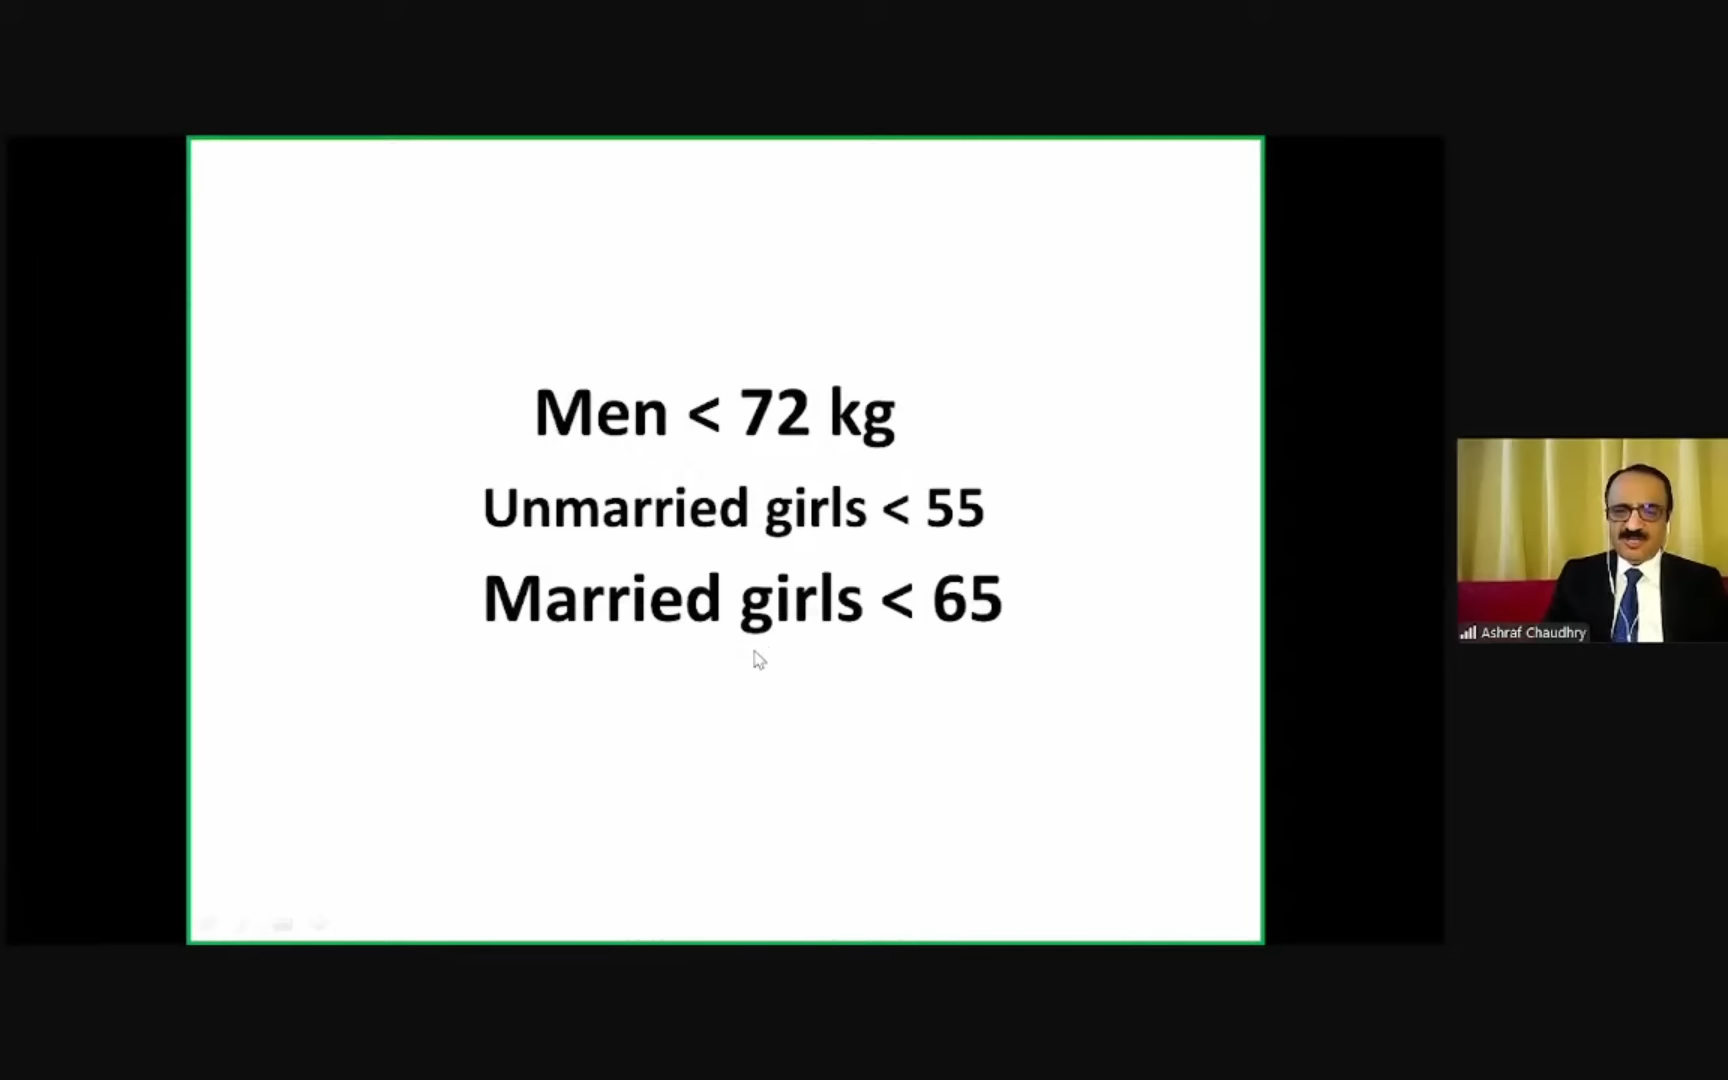 Men < 72 kg
Unmarried girls < 55
Married girls < 65
Ashraf Chaudhry